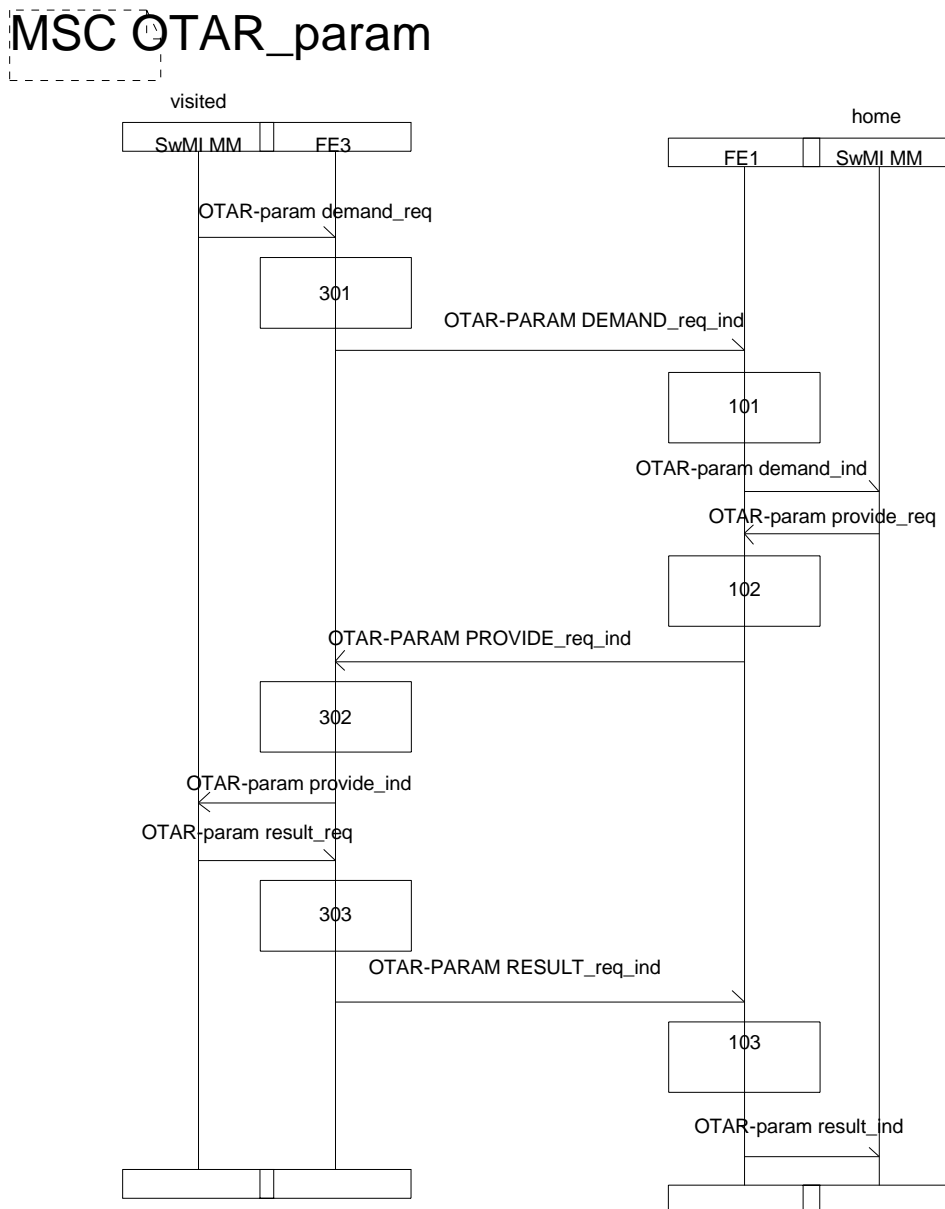 MSC OTAR_param
visited
home
SwMI MM
FE3
FE1
SwMI MM
OTAR-param demand_req
301
OTAR-PARAM DEMAND_req_ind
101
OTAR-param demand_ind
OTAR-param provide_req
102
OTAR-PARAM PROVIDE_req_ind
302
OTAR-param provide_ind
OTAR-param result_req
303
OTAR-PARAM RESULT_req_ind
103
OTAR-param result_ind